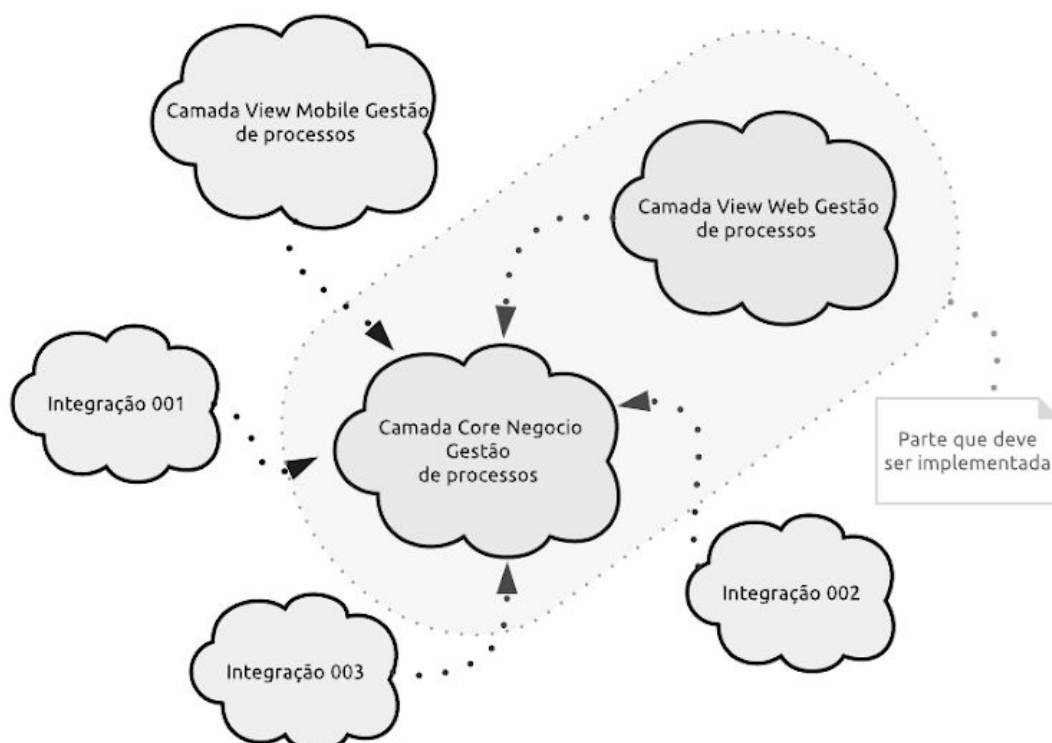 Camada View Mobile Gestão
de processos
Camada View Web Gestão
de processos
Integração 001
Camada Core Negocio
Gestão
de processos
Parte que deve
ser implementada
Integração 002
Integração 003